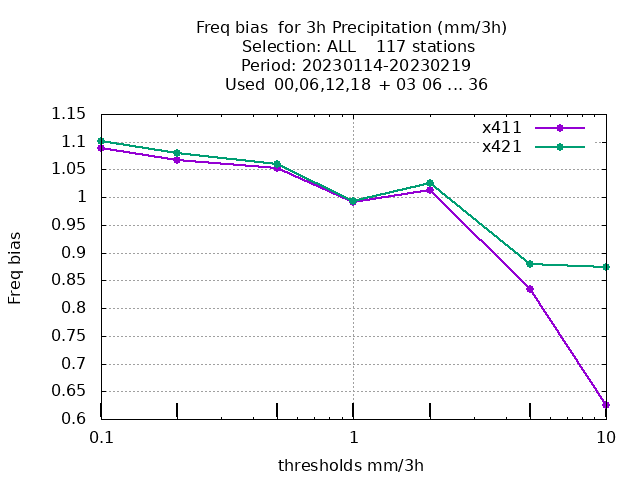 Freq bias  for 3h Precipitation (mm/3h)
Selection: ALL    117 stations
Period: 20230114-20230219
Used  00,06,12,18  + 03 06 ... 36
x411
x421
1.15
1.1
1.05
1
0.95
0.9
0.85
0.8
0.75
0.7
0.65
0.6
Freq bias
0.1
1
10
thresholds mm/3h